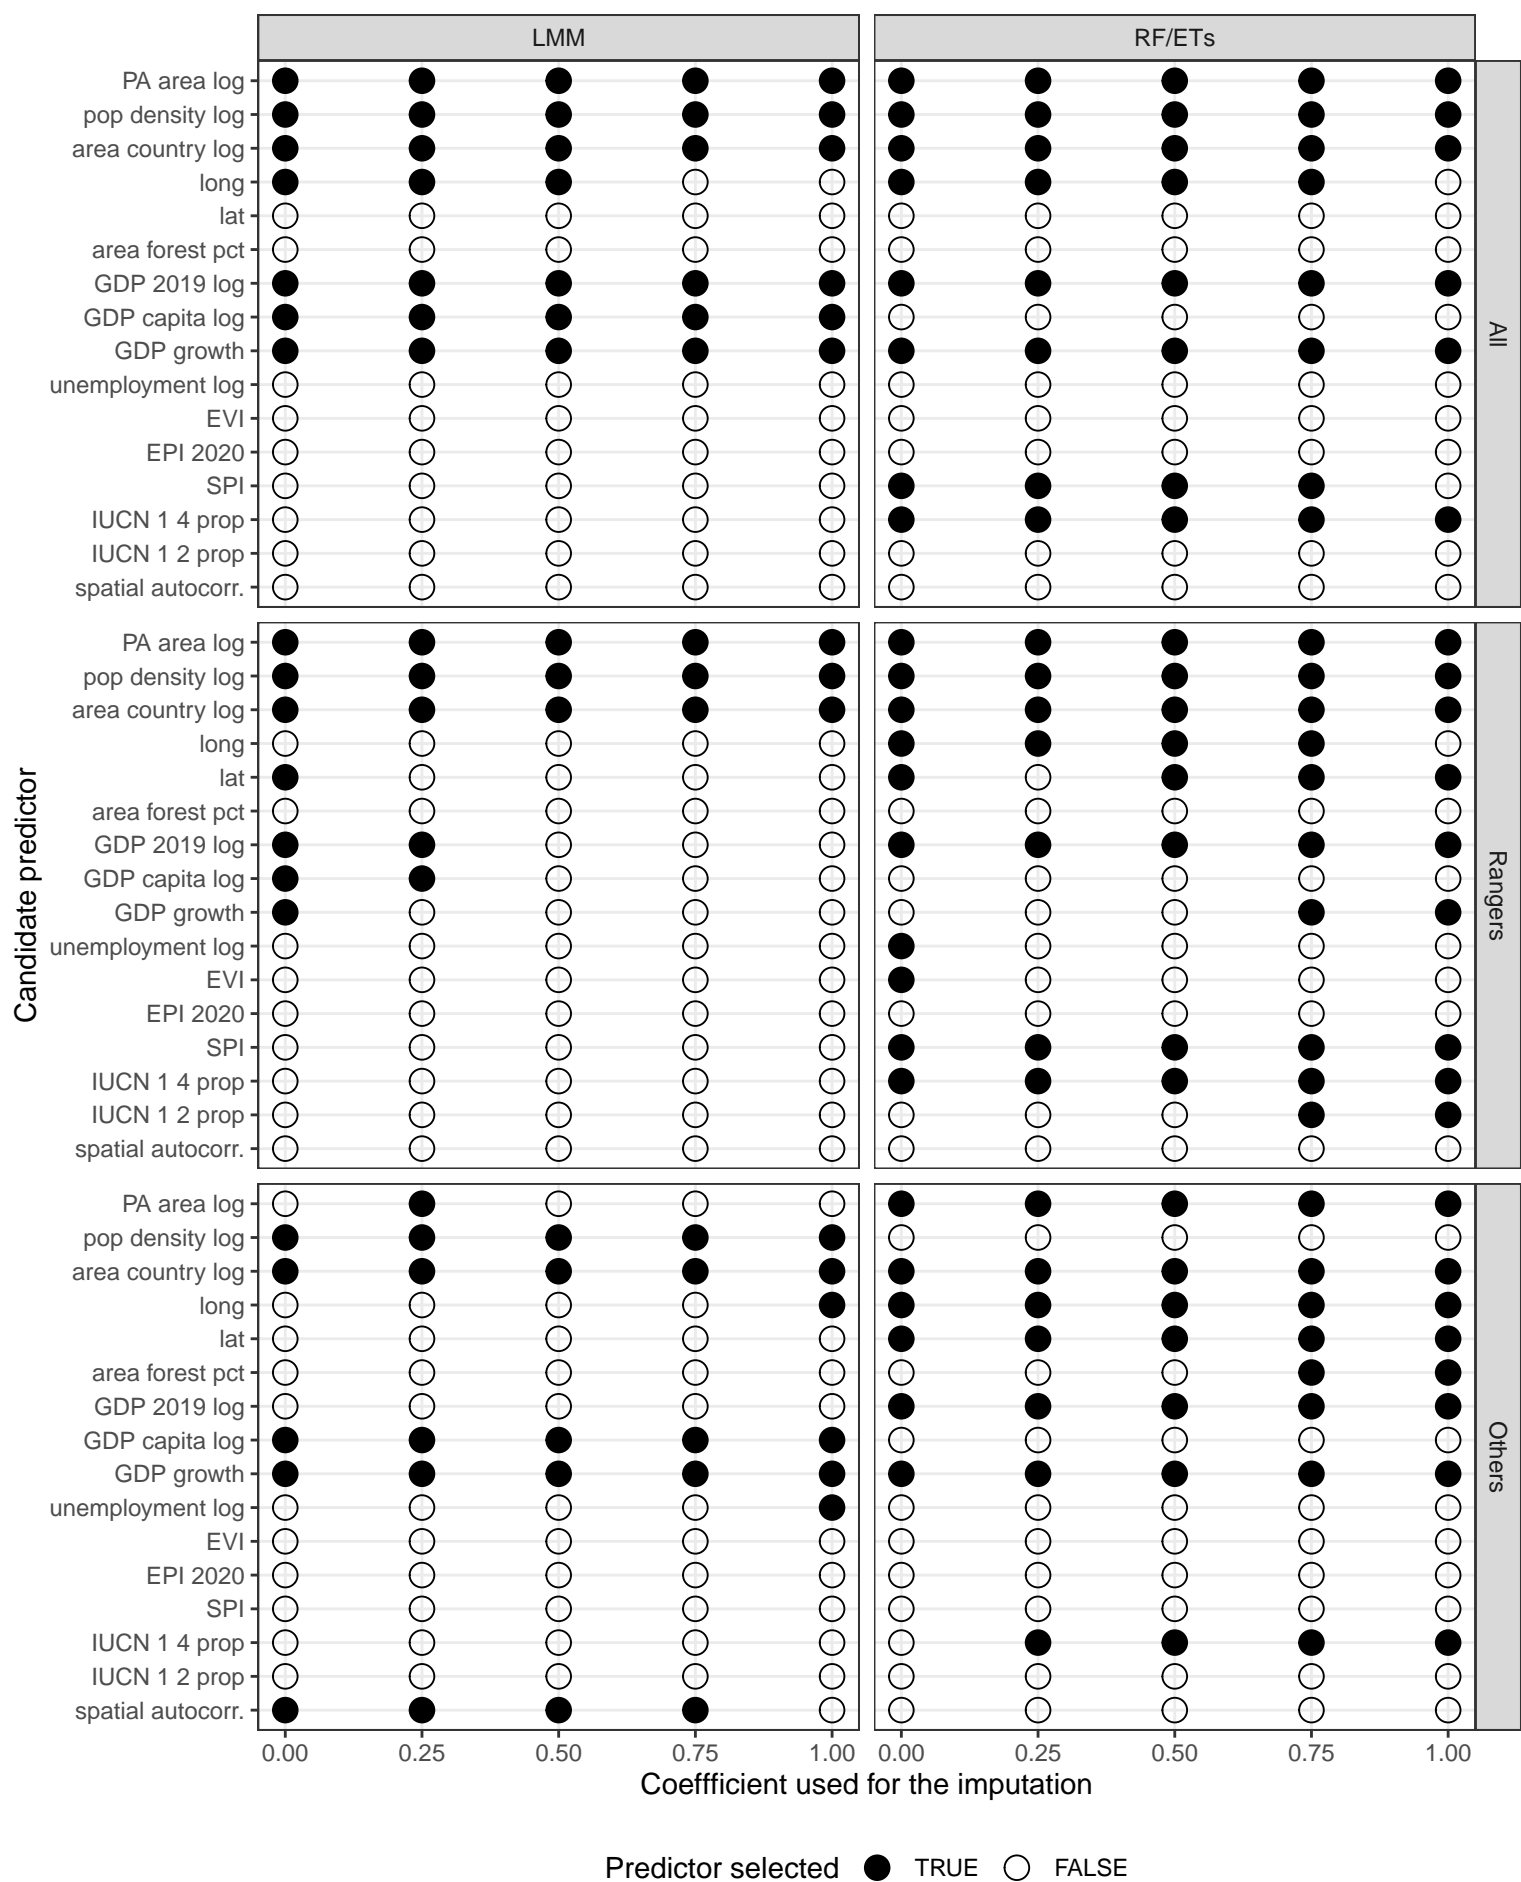 LMM
RF/ETs
PA area log
pop density log
area country log
long
lat
area forest pct
GDP 2019 log
GDP capita log
GDP growth
unemployment log
EVI
EPI 2020
SPI
IUCN 1 4 prop
IUCN 1 2 prop
spatial autocorr.
All
PA area log
pop density log
area country log
long
lat
area forest pct
GDP 2019 log
GDP capita log
GDP growth
unemployment log
EVI
EPI 2020
SPI
IUCN 1 4 prop
IUCN 1 2 prop
spatial autocorr.
Rangers
Candidate predictor
PA area log
pop density log
area country log
long
lat
area forest pct
GDP 2019 log
GDP capita log
GDP growth
unemployment log
EVI
EPI 2020
SPI
IUCN 1 4 prop
IUCN 1 2 prop
spatial autocorr.
Others
0.00 0.25 0.50 0.75 1.00 0.00 0.25 0.50 0.75 1.00
Coeffficient used for the imputation
Predictor selected TRUE FALSE